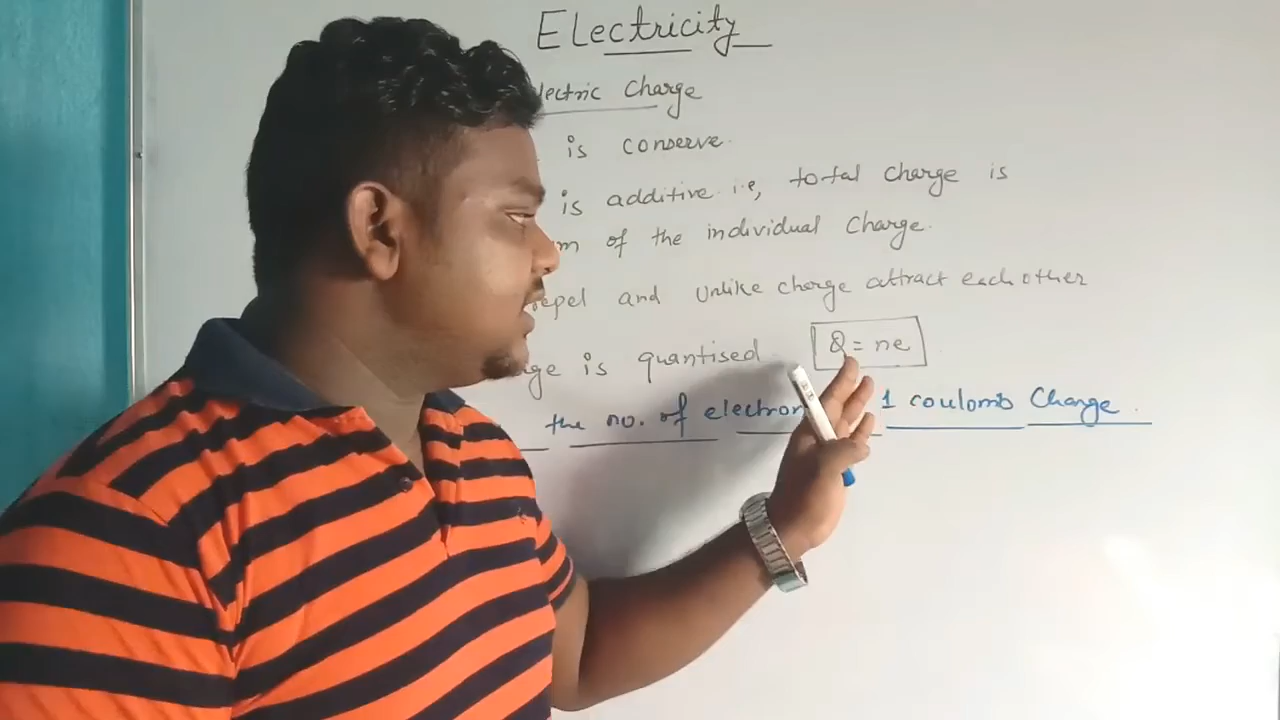 Electricity
lectric Charge
is conserve.
is additive i.e, total charge is
m of the individual Charge.
repel and Unlike charge attract each other
ge is quantised Q = ne
the no. of electron 1 coulomb Charge.